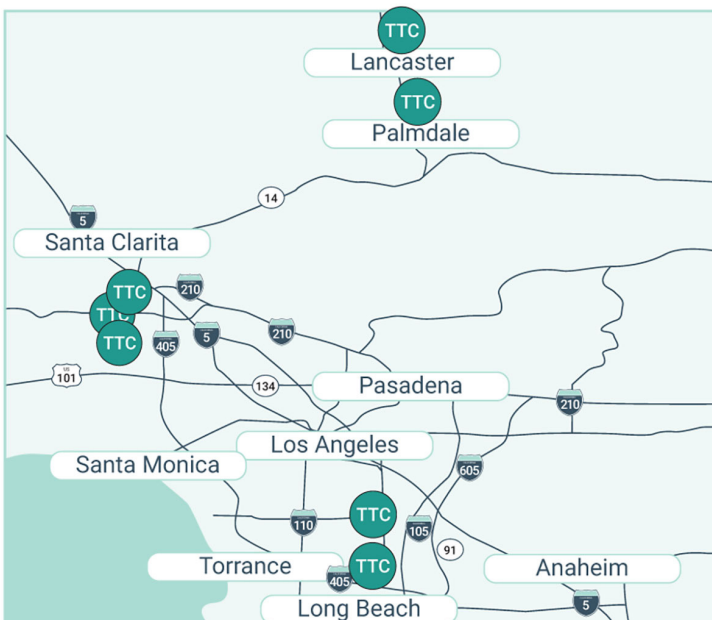 TTC
Lancaster
TTC
Palmdale
14
5
Santa Clarita
TTC
210
TTC
TTC
405
5
210
US
101
134
Pasadena
210
Los Angeles
Santa Monica
605
TTC
110
105
91
TTC
Torrance
405
Anaheim
5
Long Beach